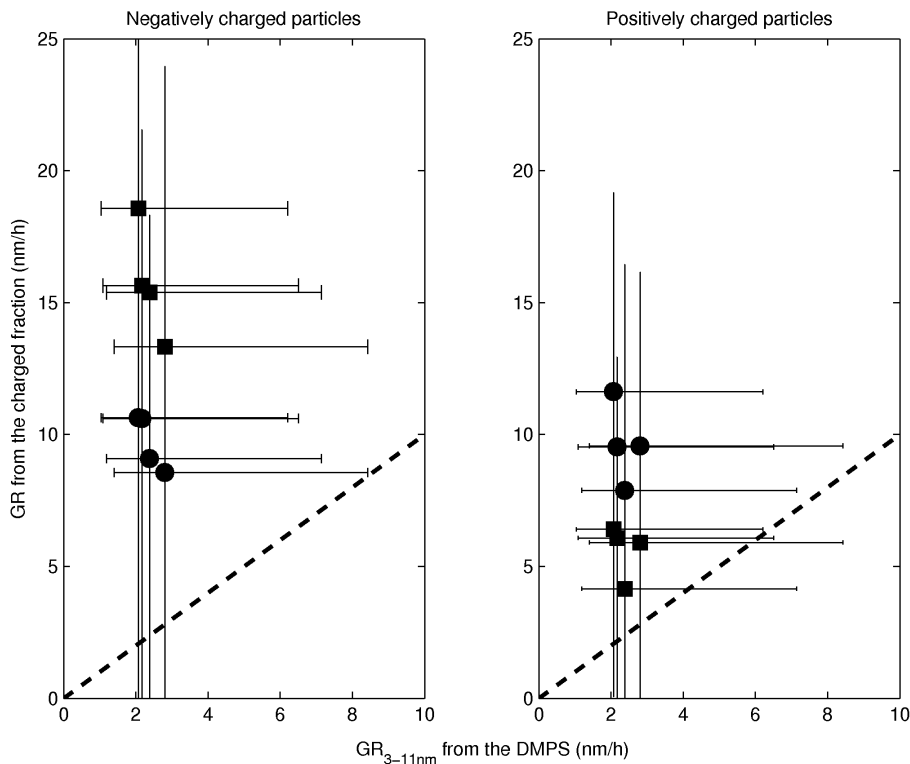 Negatively charged particles
Positively charged particles
GR from the charged fraction (nm/h)
25
20
15
10
5
0
0 2 4 6 8 10
25
20
15
10
5
0
0 2 4 6 8 10
GR3−11nm from the DMPS (nm/h)